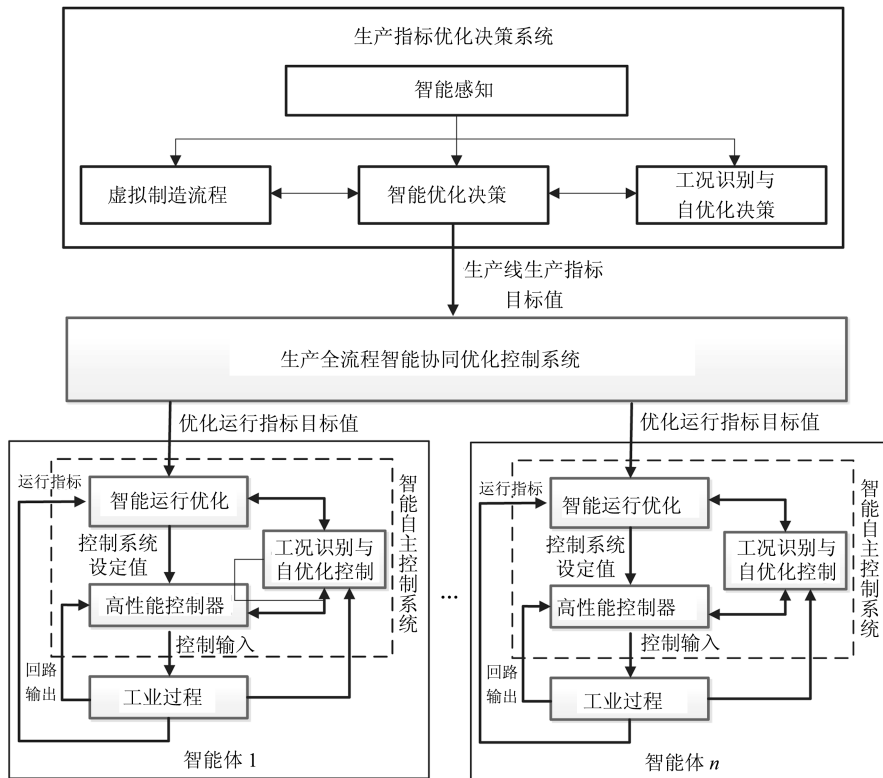 生产指标优化决策系统
智能感知
虚拟制造流程
智能优化决策
工况识别与
自优化决策
生产线生产指标
目标值
生产全流程智能协同优化控制系统
优化运行指标目标值
运行指标
智能运行优化
控制系统
设定值
工况识别与
自优化控制
高性能控制器
控制输入
回路
输出
工业过程
智能自主控制系统
智能体 1
...
优化运行指标目标值
运行指标
智能运行优化
控制系统
设定值
工况识别与
自优化控制
高性能控制器
控制输入
回路
输出
工业过程
智能自主控制系统
智能体 n